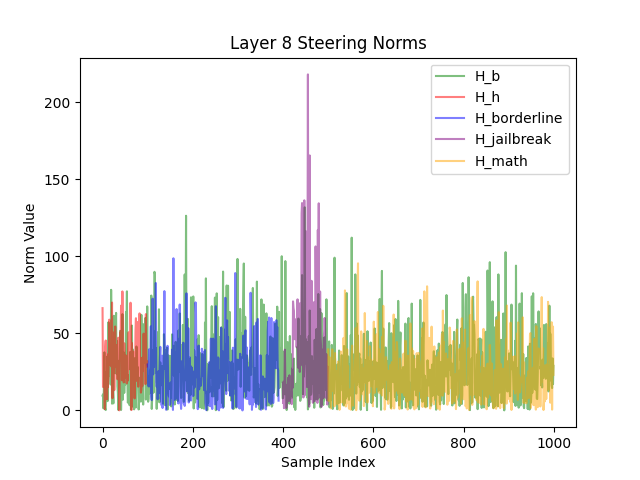 Layer 8 Steering Norms
H_b
H_h
H_borderline
H_jailbreak
H_math
Norm Value
200
150
100
50
0
0 200 400 600 800 1000
Sample Index